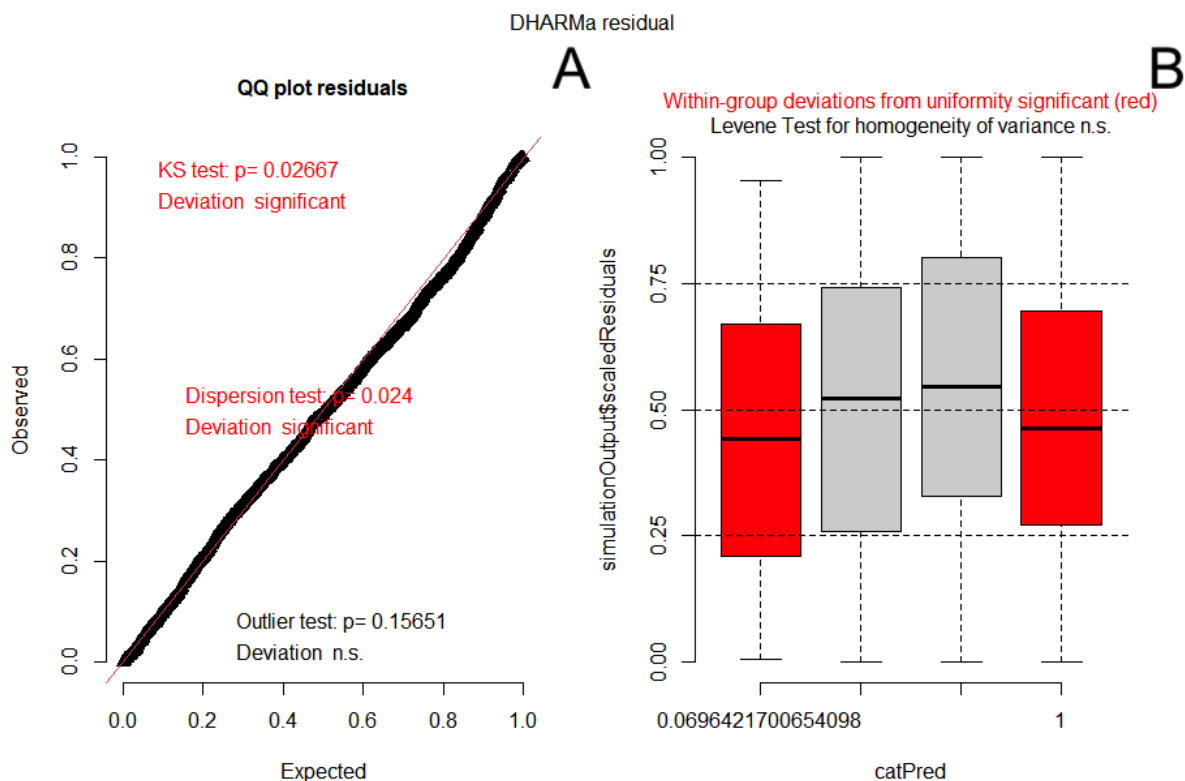 DHARMa residual
A
QQ plot residuals
KS test: p= 0.02667
Deviation significant
Dispersion test: p= 0.024
Deviation significant
Outlier test: p= 0.15651
Deviation n.s.
Observed
1.0
0.8
0.6
0.4
0.2
0.0
0.0 0.2 0.4 0.6 0.8 1.0
Expected
B
Within-group deviations from uniformity significant (red)
Levene Test for homogeneity of variance n.s.
simulationOutput$scaledResiduals
1.00
0.75
0.50
0.25
0.00
0.0696421700654098 1
catPred